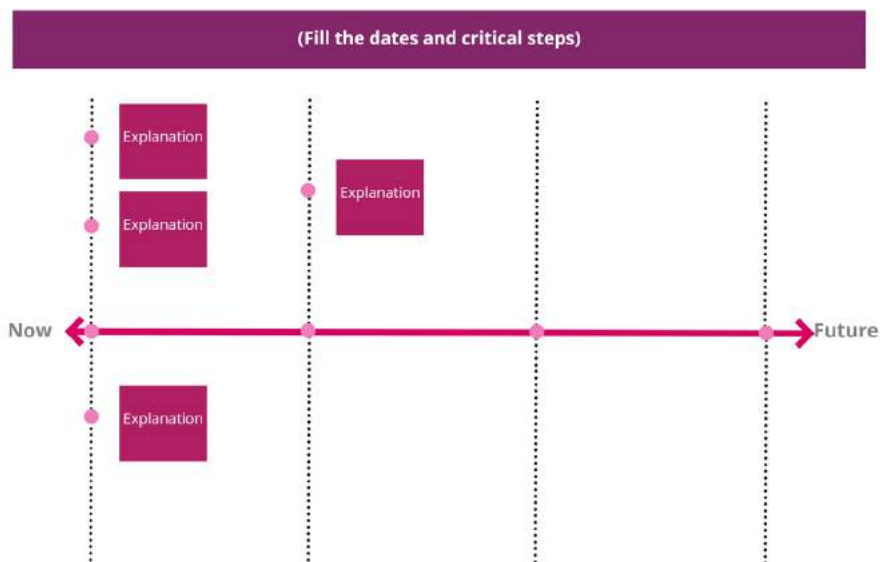 (Fill the dates and critical steps)
Explanation
Explanation
Explanation
Now
Future
Explanation